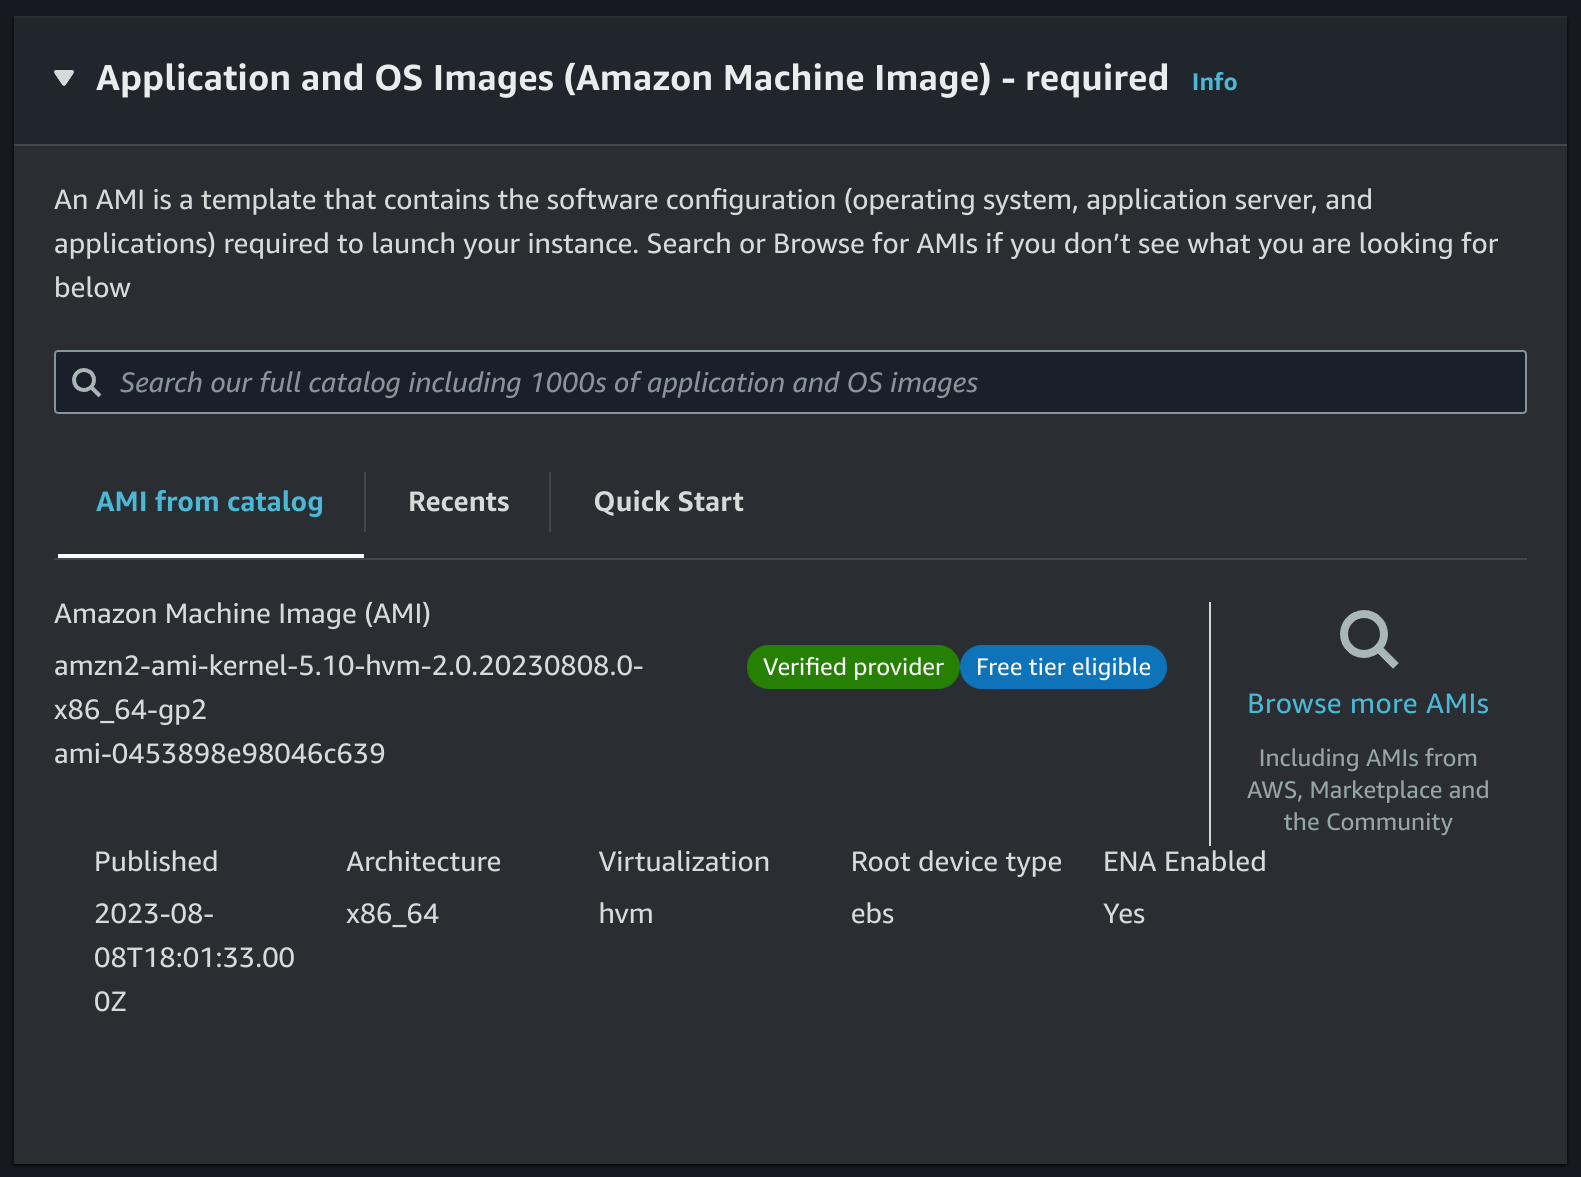 Application and OS Images (Amazon Machine Image) - required Info
An AMI is a template that contains the software configuration (operating system, application server, and
applications) required to launch your instance. Search or Browse for AMIs if you don’t see what you are looking for
below
Search our full catalog including 1000s of application and OS images
AMI from catalog
Recents
Quick Start
Amazon Machine Image (AMI)
amzn2-ami-kernel-5.10-hvm-2.0.20230808.0-
x86_64-gp2
ami-0453898e98046c639
Verified provider
Free tier eligible
Browse more AMIs
Including AMIs from
AWS, Marketplace and
the Community
Published
2023-08-
08T18:01:33.00
0Z
Architecture
x86_64
Virtualization
hvm
Root device type
ebs
ENA Enabled
Yes